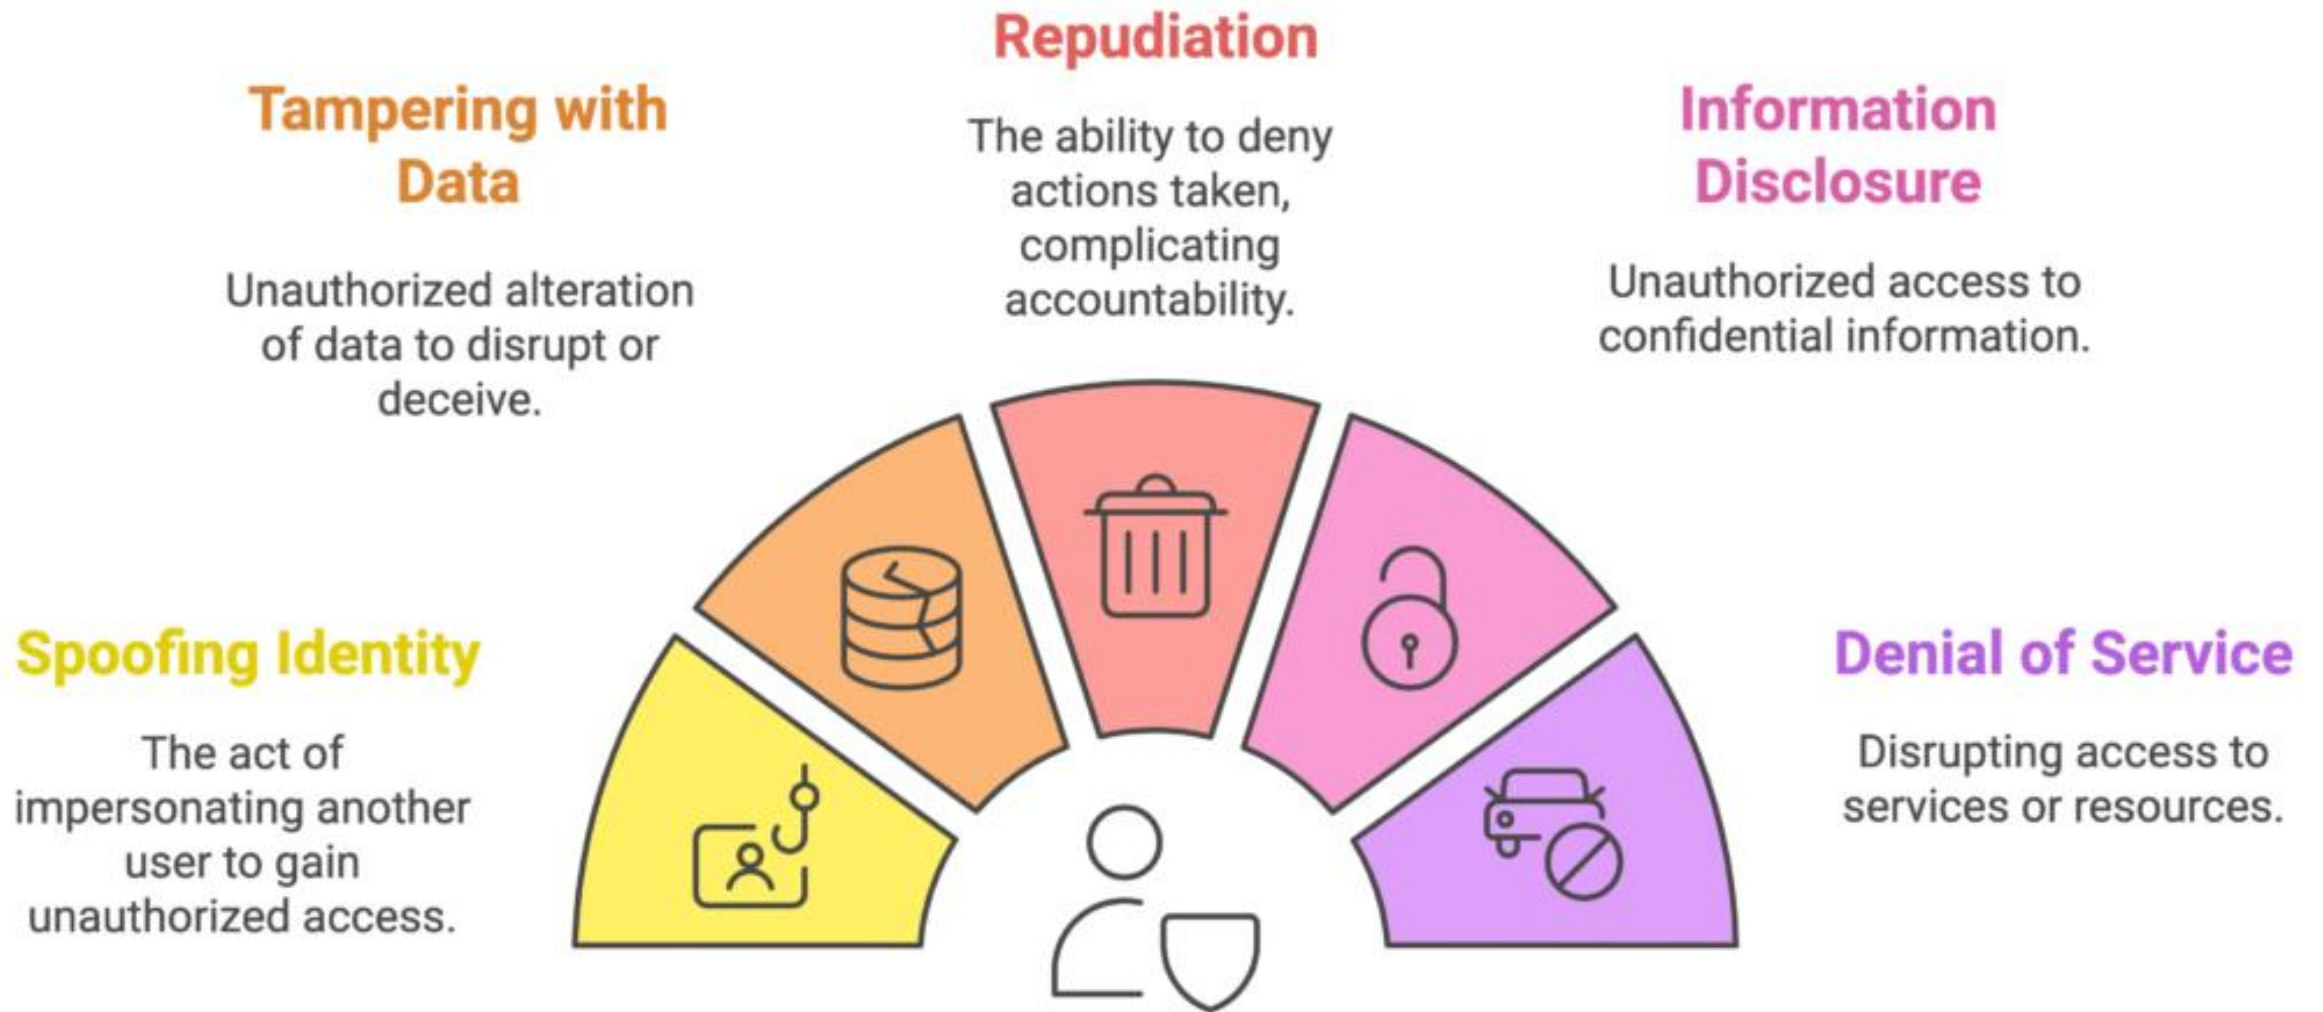 Spoofing Identity
The act of
impersonating another
user to gain
unauthorized access.
Tampering with
Data
Unauthorized alteration
of data to disrupt or
deceive.
Repudiation
The ability to deny
actions taken,
complicating
accountability.
Information
Disclosure
Unauthorized access to
confidential information.
Denial of Service
Disrupting access to
services or resources.